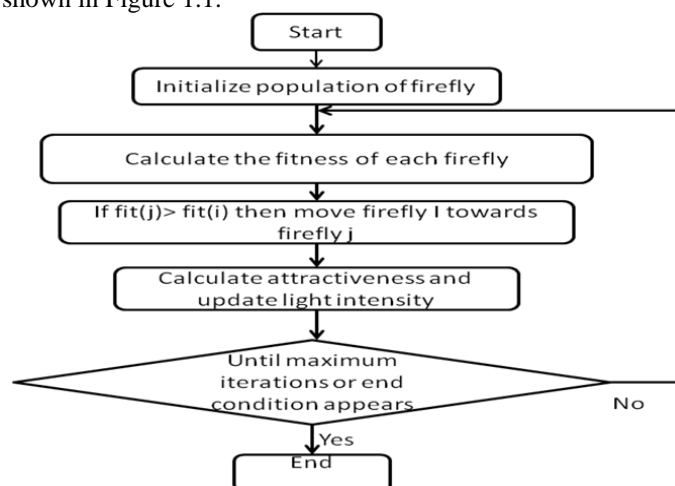 shown in Figure 1.1.
Start
Initialize population of firefly
Calculate the fitness of each firefly
If fit(j)> fit(i) then move firefly I towards
firefly j
Calculate attractiveness and
update light intensity
Until maximum
iterations or end
condition appears
No
Yes
End